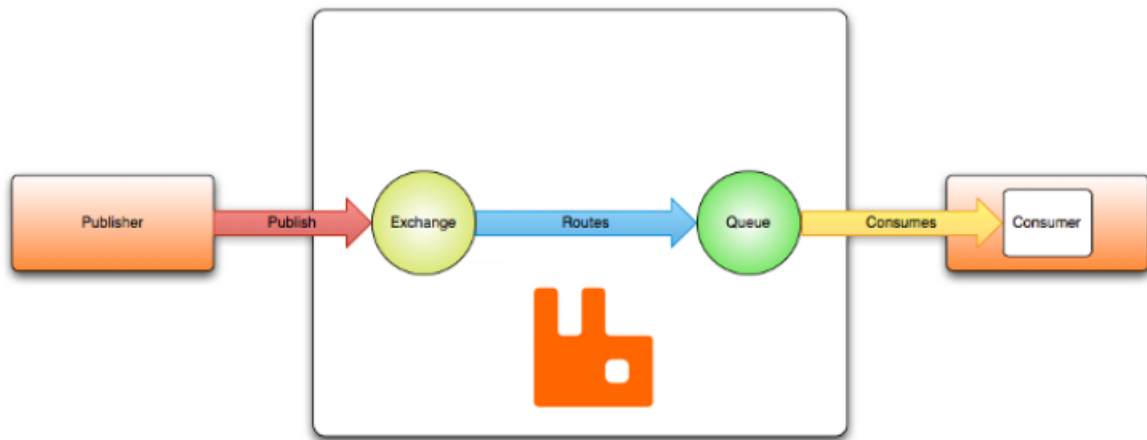 Publisher
Publish
Exchange
Routes
Queue
Consumes
Consumer